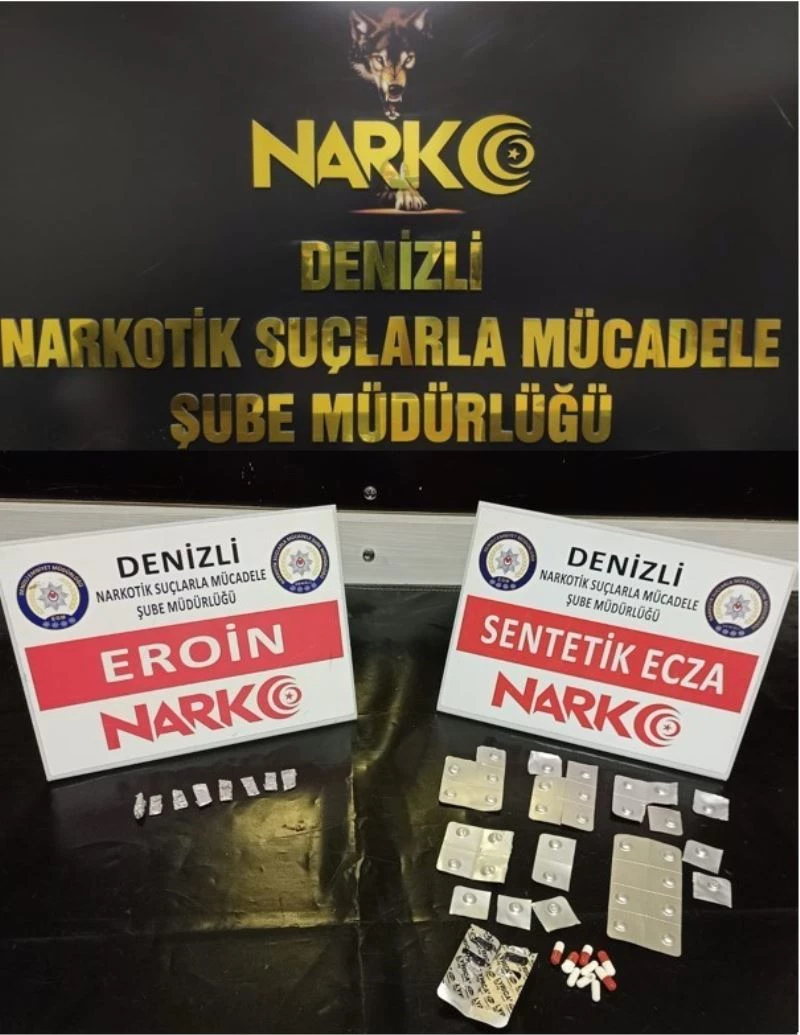 NARKO
DENİZLİ
NARKOTİK SUÇLARLA MÜCADELE
ŞUBE MÜDÜRLÜĞÜ
DENİZLİ
NARKOTİK SUÇLARLA MÜCADELE
ŞUBE MÜDÜRLÜĞÜ
EROİN
NARKO
DENİZLİ
NARKOTİK SUÇLARLA MÜCADELE
ŞUBE MÜDÜRLÜĞÜ
SENTETİK ECZA
NARKO
LYRICA